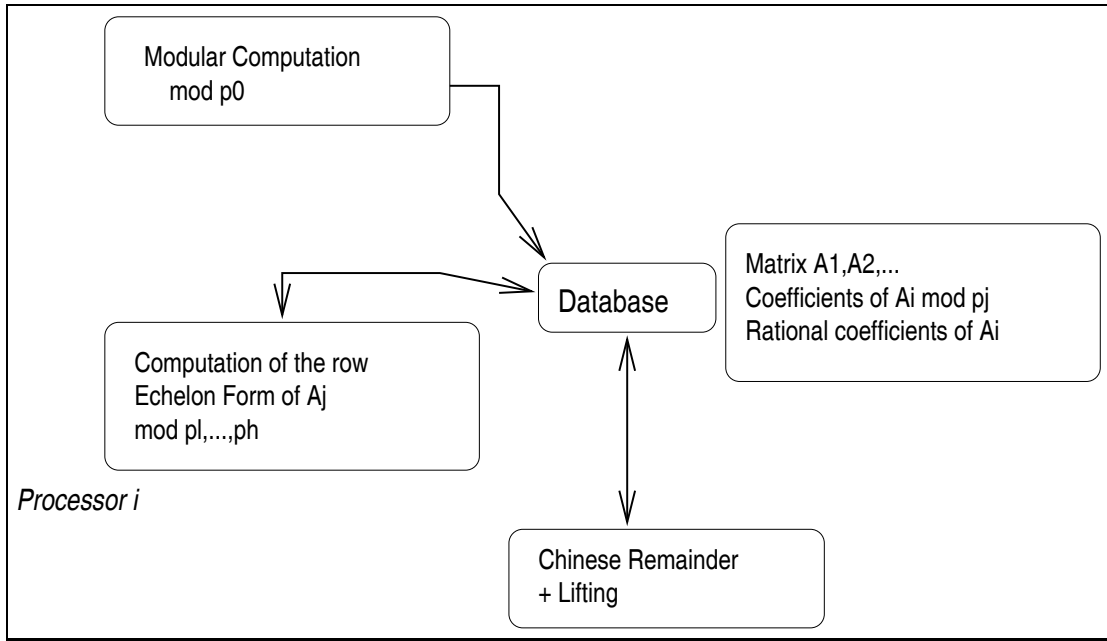 Modular Computation
mod p0
Database
Matrix A1,A2,...
Coefficients of Ai mod pj
Rational coefficients of Ai
Computation of the row
Echelon Form of Aj
mod pl,...,ph
Processor i
Chinese Remainder
+ Lifting